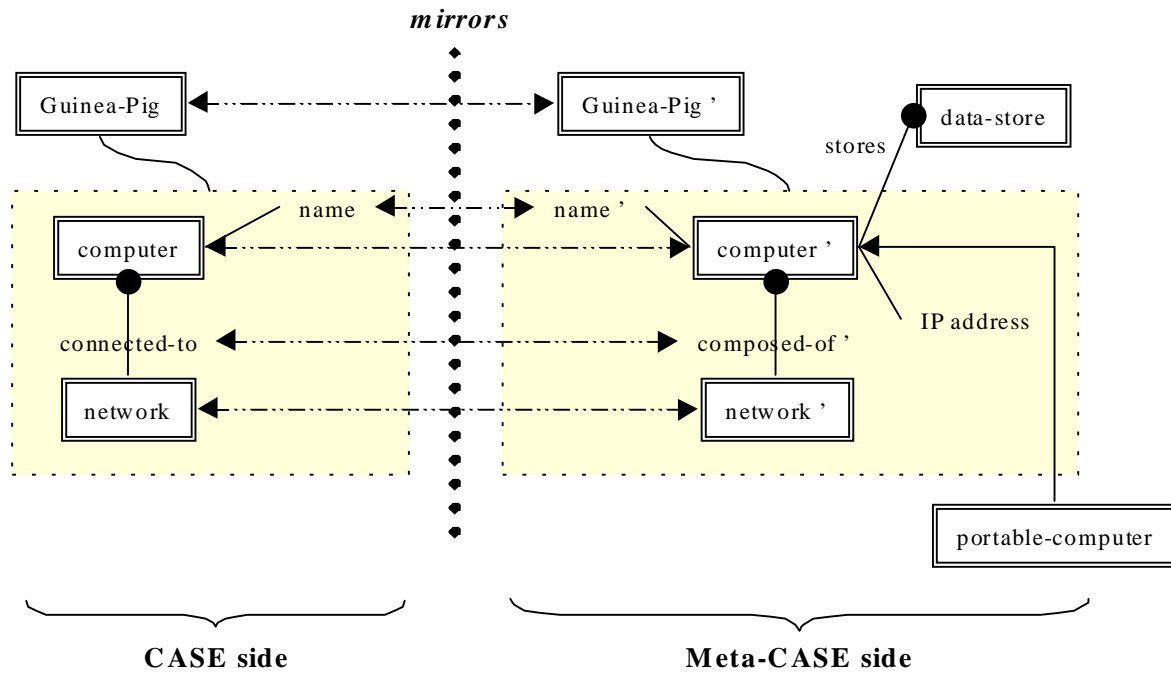 mirrors
Guinea-Pig
Guinea-Pig ’
data-store
stores
name
name ’
computer
computer ’
IP address
connected-to
composed-of ’
network
network ’
portable-computer
CASE side
Meta-CASE side